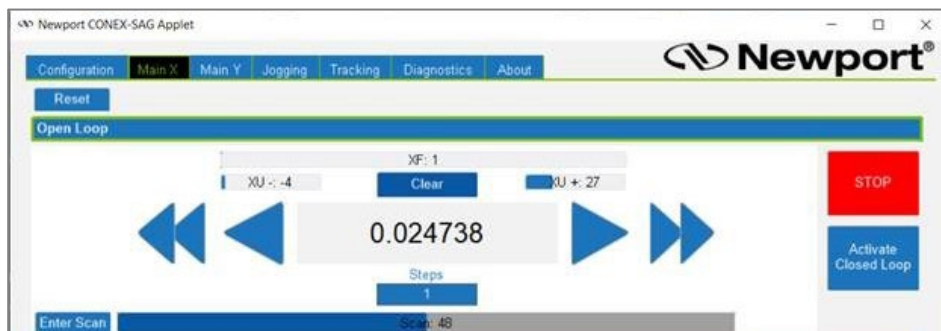 Newport CONEX-SAG Applet
Newport®
Configuration Main X Main Y Jogging Tracking Diagnostics About
Reset
Open Loop
XF: 1
XU -: -4 Clear XU +: 27
STOP
0.024738
Activate
Closed Loop
Steps
1
Enter Scan Scan: 48